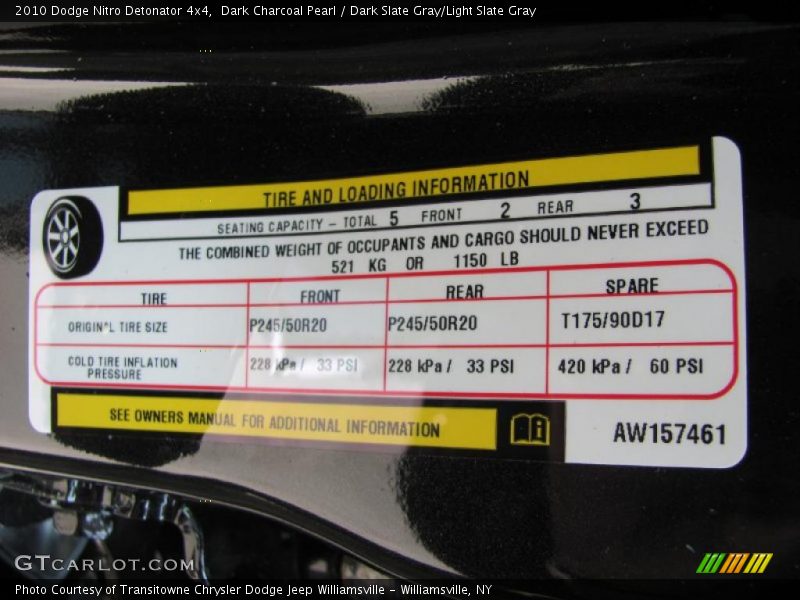 2010 Dodge Nitro Detonator 4x4,  Dark Charcoal Pearl / Dark Slate Gray/Light Slate Gray
TIRE AND LOADING INFORMATION
SEATING CAPACITY – TOTAL 5 FRONT 2 REAR 3
THE COMBINED WEIGHT OF OCCUPANTS AND CARGO SHOULD NEVER EXCEED
521 KG OR 1150 LB
TIRE FRONT REAR SPARE
ORIGINAL TIRE SIZE P245/50R20 P245/50R20 T175/90D17
COLD TIRE INFLATION
PRESSURE
228 kPa / 33 PSI 228 kPa / 33 PSI 420 kPa / 60 PSI
SEE OWNERS MANUAL FOR ADDITIONAL INFORMATION
AW157461
GTCARLOT.COM
Photo Courtesy of Transitowne Chrysler Dodge Jeep Williamsville – Williamsville, NY